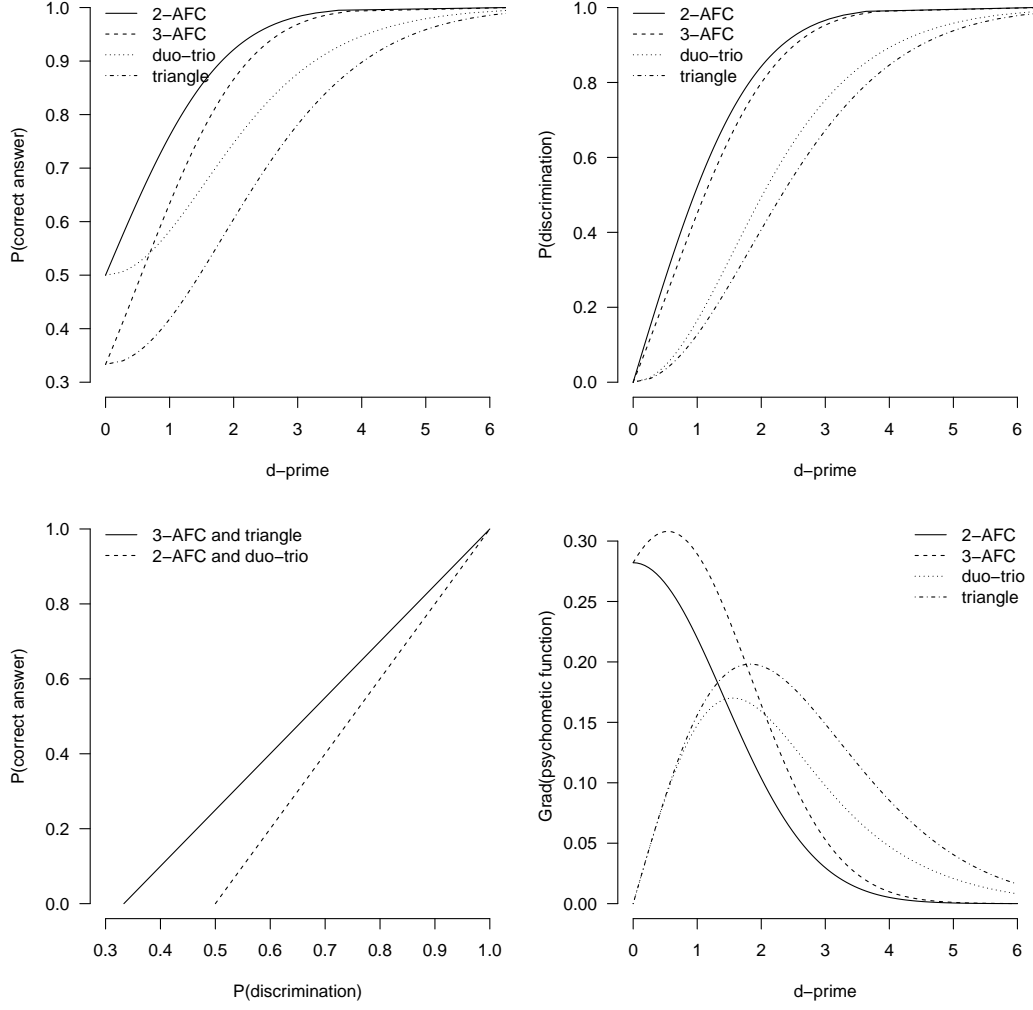 1.0
0.9
0.8
0.7
0.6
0.5
0.4
0.3
P(correct answer)
2−AFC
3−AFC
duo−trio
triangle
0 1 2 3 4 5 6
d−prime
1.0
0.8
0.6
0.4
0.2
0.0
P(discrimination)
2−AFC
3−AFC
duo−trio
triangle
0 1 2 3 4 5 6
d−prime
1.0
0.8
0.6
0.4
0.2
0.0
P(correct answer)
3−AFC and triangle
2−AFC and duo−trio
0.3 0.4 0.5 0.6 0.7 0.8 0.9 1.0
P(discrimination)
0.30
0.25
0.20
0.15
0.10
0.05
0.00
Grad(psychometic function)
2−AFC
3−AFC
duo−trio
triangle
0 1 2 3 4 5 6
d−prime